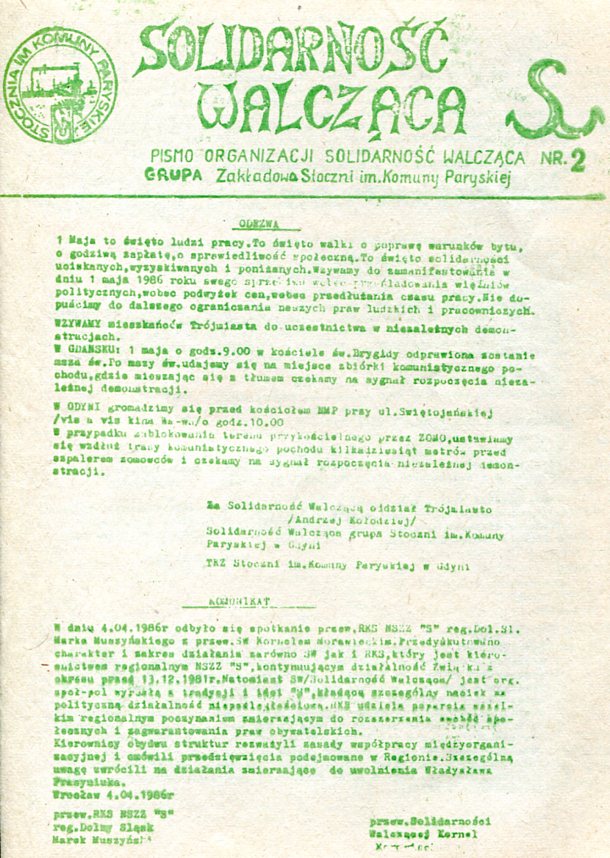 STOCZNIA IM KOMUNY PARYSKIEJ
SOLIDARNOŚĆ
WALCZĄCA
PISMO ORGANIZACJI SOLIDARNOŚĆ WALCZĄCA NR. 2
GRUPA Zakładowa Stoczni im. Komuny Paryskiej
ODEZWA
1 Maja to święto ludzi pracy.To święto walki o poprawę warunków bytu,
o godziwą zapłatę,o sprawiedliwość społeczną.To święto solidarności
uciskanych,wyzyskiwanych i poniżanych.Wzywamy do zamanifestowania w
dniu 1 maja 1986 roku swego sprzeciwu wobec prześladowania więźniów
politycznych,wobec podwyżek cen,wobec przedłużania czasu pracy.Nie do-
puścimy do dalszego ograniczania naszych praw ludzkich i pracowniczych.
WZYWAMY mieszkańców Trójmiasta do uczestnictwa w niezależnych demon-
stracjach.
W GDAŃSKU: 1 maja o godz.9.00 w kościele św.Brygidy odprawiona zostanie
msza św.Po mszy św.udajemy się na miejsce zbiórki komunistycznego po-
chodu,gdzie mieszając się z tłumem czekamy na sygnał rozpoczęcia nieza-
leżnej demonstracji.
W GDYNI gromadzimy się przed kościołem NMP przy ul.Świętojańskiej
/vis a vis kina Wa-wa/o godz.10.00
W przypadku zablokowania terenu przykościelnego przez ZOMO,ustawiamy
się wzdłuż trasy komunistycznego pochodu kilkadziesiąt metrów przed
szpalerem zomowców i czekamy na sygnał rozpoczęcia niezależnej demon-
stracji.
Za Solidarność Walczącą oddział Trójmiasto
/Andrzej Kołodziej/
Solidarność Walcząca grupa Stoczni im.Komuny
Paryskiej w Gdyni
TKZ Stoczni im.Komuny Paryskiej w Gdyni
KOMUNIKAT
W dniu 4.04.1986r odbyło się spotkanie przew.RKS NSZZ "S" reg.Dol.Śl.
Marka Muszyńskiego z przew.SW Kornelem Morawieckim.Przedyskutowano
charakter i zakres działania zarówno SW jak i RKS,który jest kiero-
wnictwem regionalnym NSZZ "S",kontynuującym działalność Związku z
okresu przed 13.12.1981r.Natomiast SW/Solidarność Walcząca/ jest org.
społ-pol wyrosłą z tradycji i idei "S",kładącą szczególny nacisk na
polityczną działalność niepodległościową.RKS udziela poparcia wszel-
kim regionalnym poczynaniom zmierzającym do rozszerzenia swobód spo-
łecznych i zagwarantowania praw obywatelskich.
Kierownicy obydwu struktur rozważyli zasady współpracy międzyorgani-
zacyjnej i omówili przedsięwzięcia podejmowane w Regionie.Szczególną
uwagę zwrócili na działania zmierzające do uwolnienia Władysława
Frasyniuka.
Wrocław 4.04.1986r
przew.RKS NSZZ "S"
reg.Dolny Śląsk
Marek Muszyński
przew.Solidarności
Walczącej Kornel